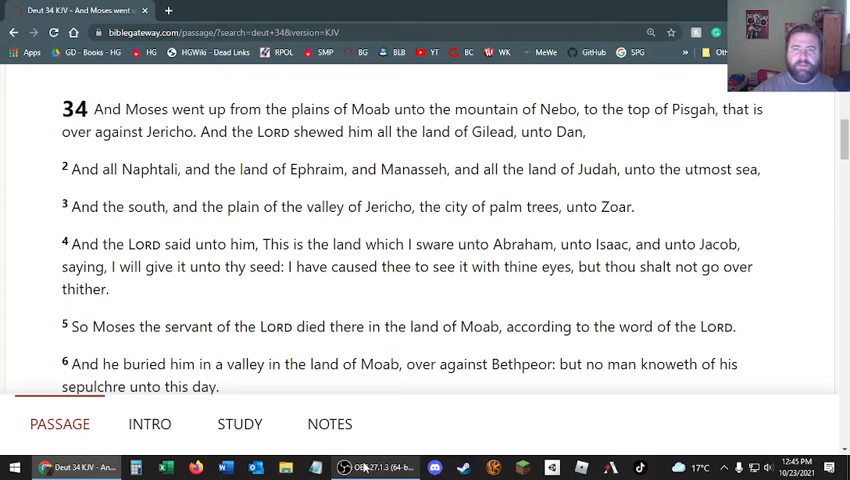 Deut 34 KJV - And Moses went u
biblegateway.com/passage/?search=deut+34&version=KJV
Apps GD - Books - HG HG HGWiki - Dead Links RPOL SMP BG BLB YT BC WK MeWe GitHub SPG » Oth
34 And Moses went up from the plains of Moab unto the mountain of Nebo, to the top of Pisgah, that is
over against Jericho. And the LORD shewed him all the land of Gilead, unto Dan,
2 And all Naphtali, and the land of Ephraim, and Manasseh, and all the land of Judah, unto the utmost sea,
3 And the south, and the plain of the valley of Jericho, the city of palm trees, unto Zoar.
4 And the LORD said unto him, This is the land which I sware unto Abraham, unto Isaac, and unto Jacob,
saying, I will give it unto thy seed: I have caused thee to see it with thine eyes, but thou shalt not go over
thither.
5 So Moses the servant of the LORD died there in the land of Moab, according to the word of the LORD.
6 And he buried him in a valley in the land of Moab, over against Bethpeor: but no man knoweth of his
sepulchre unto this day.
PASSAGE INTRO STUDY NOTES
Deut 34 KJV - An... 27.1.3 (64-b... 17°C 12:45 PM
10/23/2021